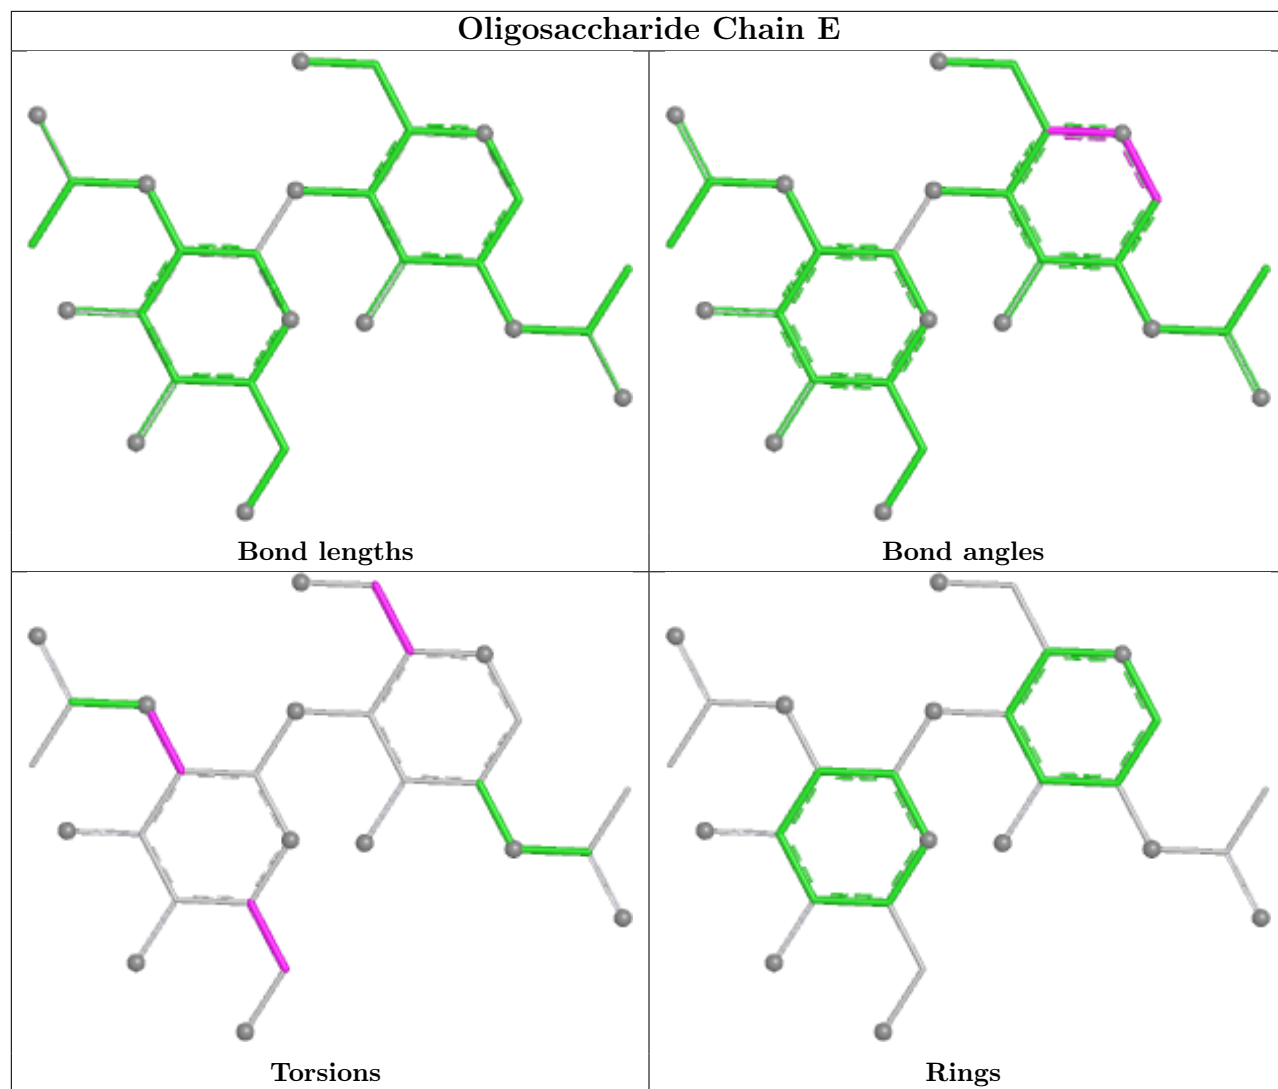 Oligosaccharide Chain E
Bond lengths
Bond angles
Torsions
Rings